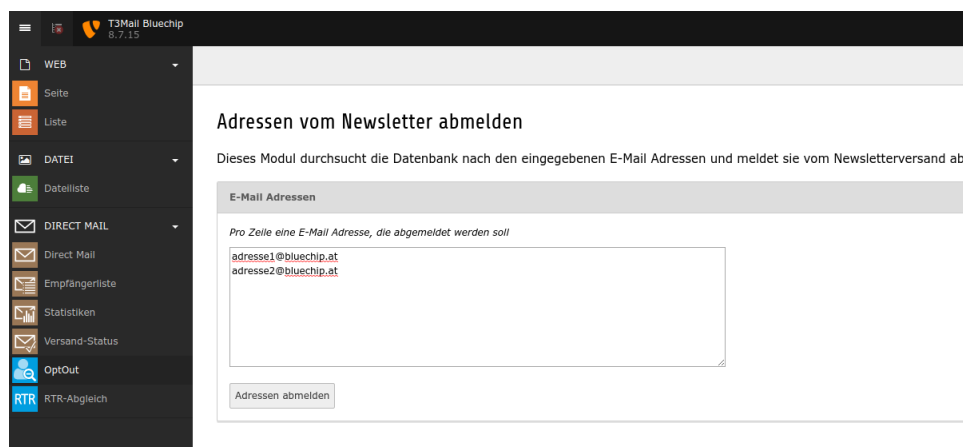 T3Mail Bluechip
8.7.15
WEB
Seite
Liste
DATEI
Dateiliste
DIRECT MAIL
Direct Mail
Empfängerliste
Statistiken
Versand-Status
OptOut
RTR RTR-Abgleich
Adressen vom Newsletter abmelden
Dieses Modul durchsucht die Datenbank nach den eingegebenen E-Mail Adressen und meldet sie vom Newsletterversand ab
E-Mail Adressen
Pro Zeile eine E-Mail Adresse, die abgemeldet werden soll
adresse1@bluechip.at
adresse2@bluechip.at
Adressen abmelden